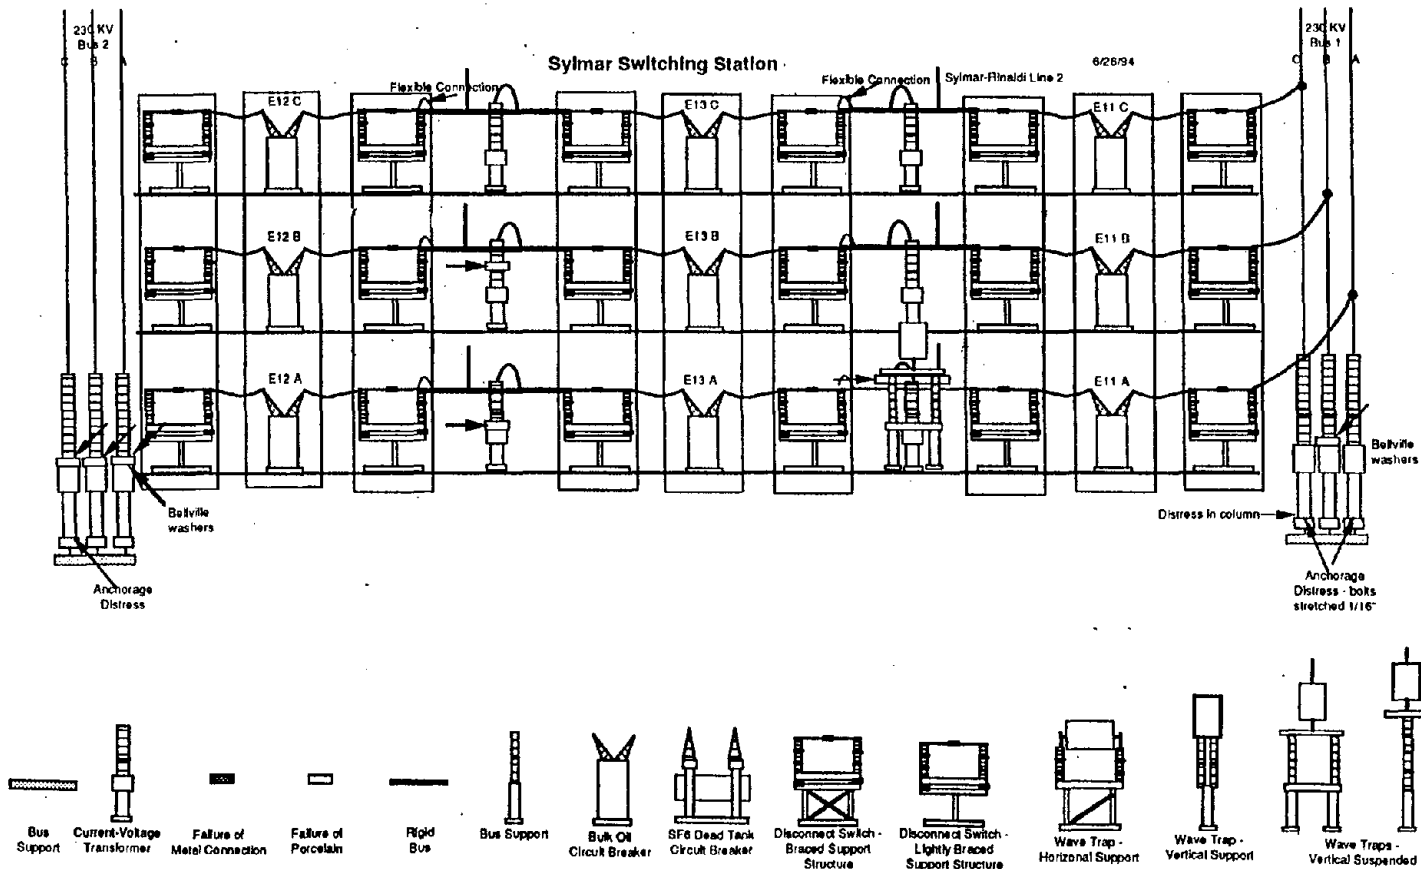 230 KV
Bus 2
C B A
Sylmar Switching Station
6/26/94
230 KV
Bus 1
C B A
Flexible Connection
Flexible Connection
Sylmar-Rinaldi Line 2
E12 C
E13 C
E11 C
E12 B
E13 B
E11 B
E12 A
E13 A
E11 A
Bellville
washers
Anchorage
Distress
Bellville
washers
Distress in column
Anchorage
Distress - bolts
stretched 1/16"
Bus
Support
Current-Voltage
Transformer
Failure of
Metal Connection
Failure of
Porcelain
Rigid
Bus
Bus Support
Bulk Oil
Circuit Breaker
SF6 Dead Tank
Circuit Breaker
Disconnect Switch -
Braced Support
Structure
Disconnect Switch -
Lightly Braced
Support Structure
Wave Trap -
Horizonal Support
Wave Trap -
Vertical Support
Wave Traps -
Vertical Suspended